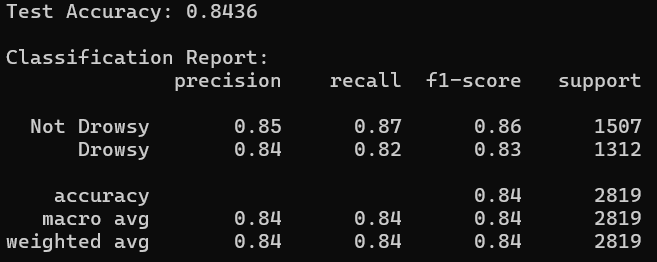 Test Accuracy: 0.8436
Classification Report:
precision recall f1-score support
Not Drowsy 0.85 0.87 0.86 1507
Drowsy 0.84 0.82 0.83 1312
accuracy 0.84 2819
macro avg 0.84 0.84 0.84 2819
weighted avg 0.84 0.84 0.84 2819